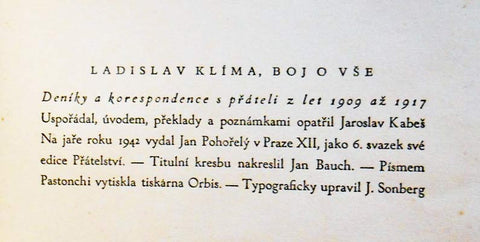 LADISLAV KLÍMA, BOJ O VŠE
Deníky a korespondence s přáteli z let 1909 až 1917
Uspořádal, úvodem, překlady a poznámkami opatřil Jaroslav Kabeš
Na jaře roku 1942 vydal Jan Pohořelý v Praze XII, jako 6. svazek své
edice Přátelství. — Titulní kresbu nakreslil Jan Bauch. — Písmem
Pastonchi vytiskla tiskárna Orbis. — Typograficky upravil J. Sonberg